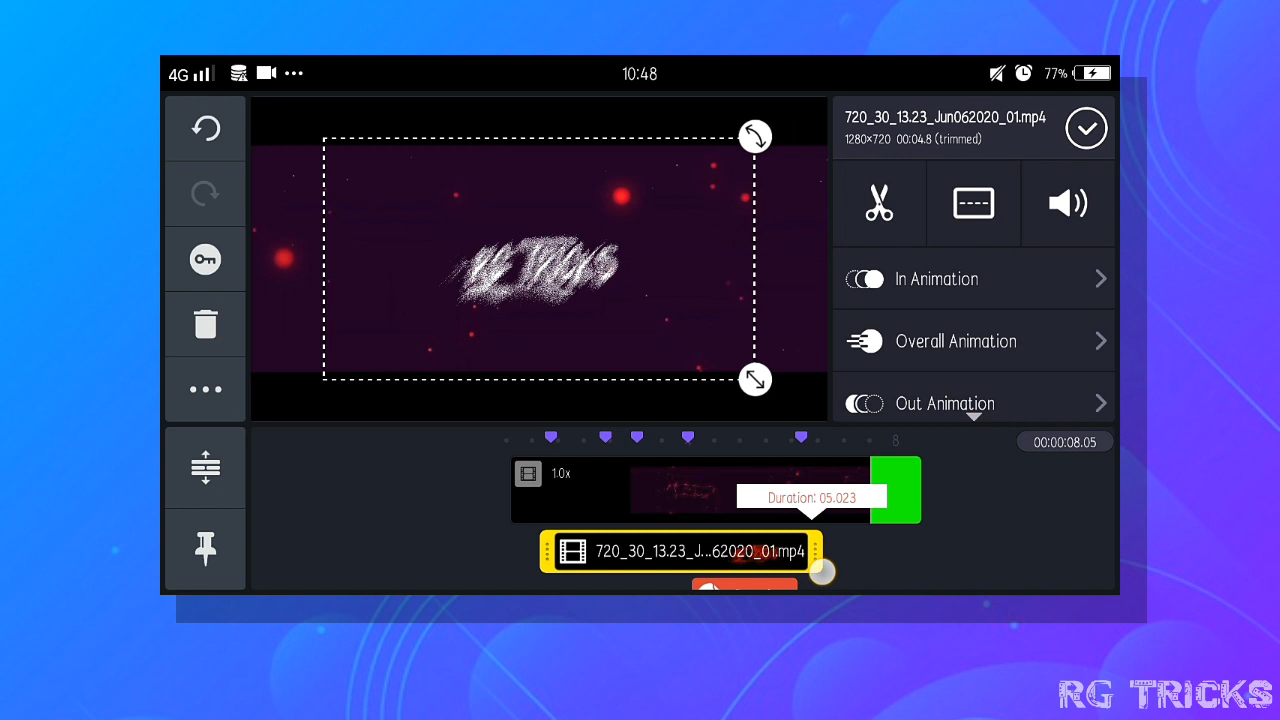 4G
10:48
77%
720_30_13.23_Jun062020_01.mp4
1280×720 00:04.8 (trimmed)
In Animation
Overall Animation
Out Animation
8
00:00:08.05
1.0x
Duration: 05.023
720_30_13.23_J...62020_01.mp4
RG TRICKS